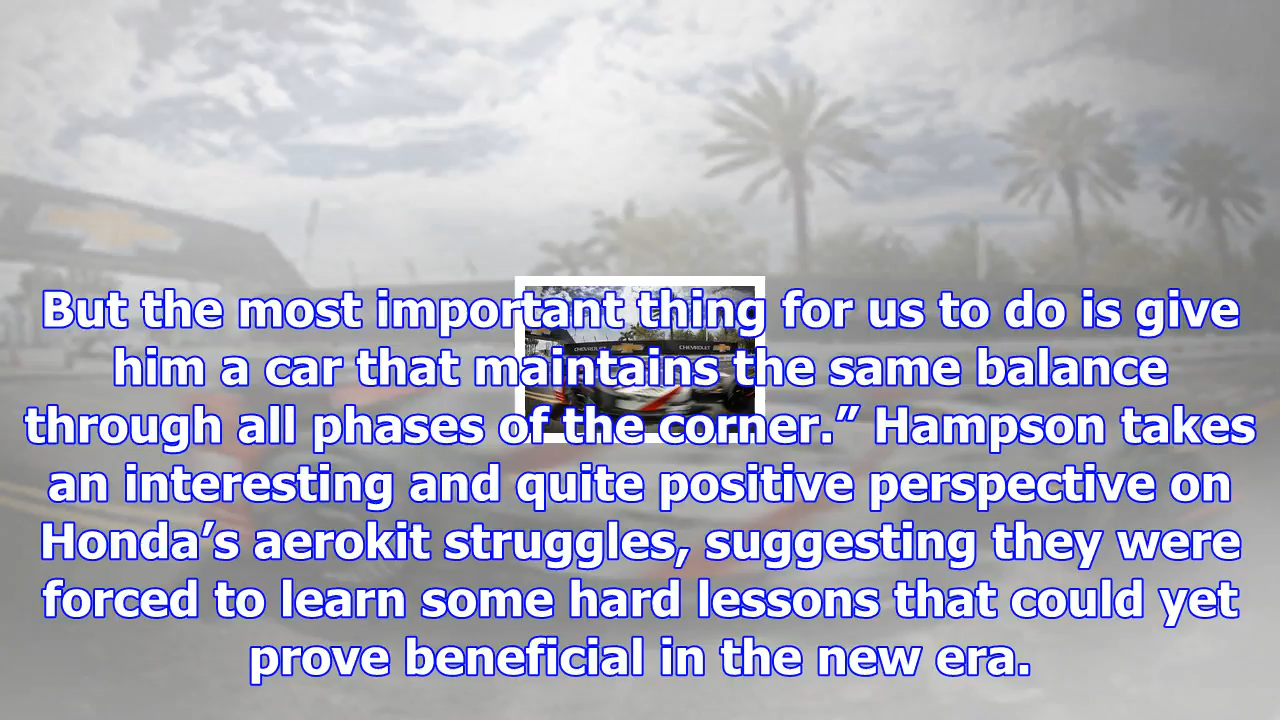 CHEVROLET
CHEVROLET
But the most important thing for us to do is give
him a car that maintains the same balance
through all phases of the corner.” Hampson takes
an interesting and quite positive perspective on
Honda’s aerokit struggles, suggesting they were
forced to learn some hard lessons that could yet
prove beneficial in the new era.